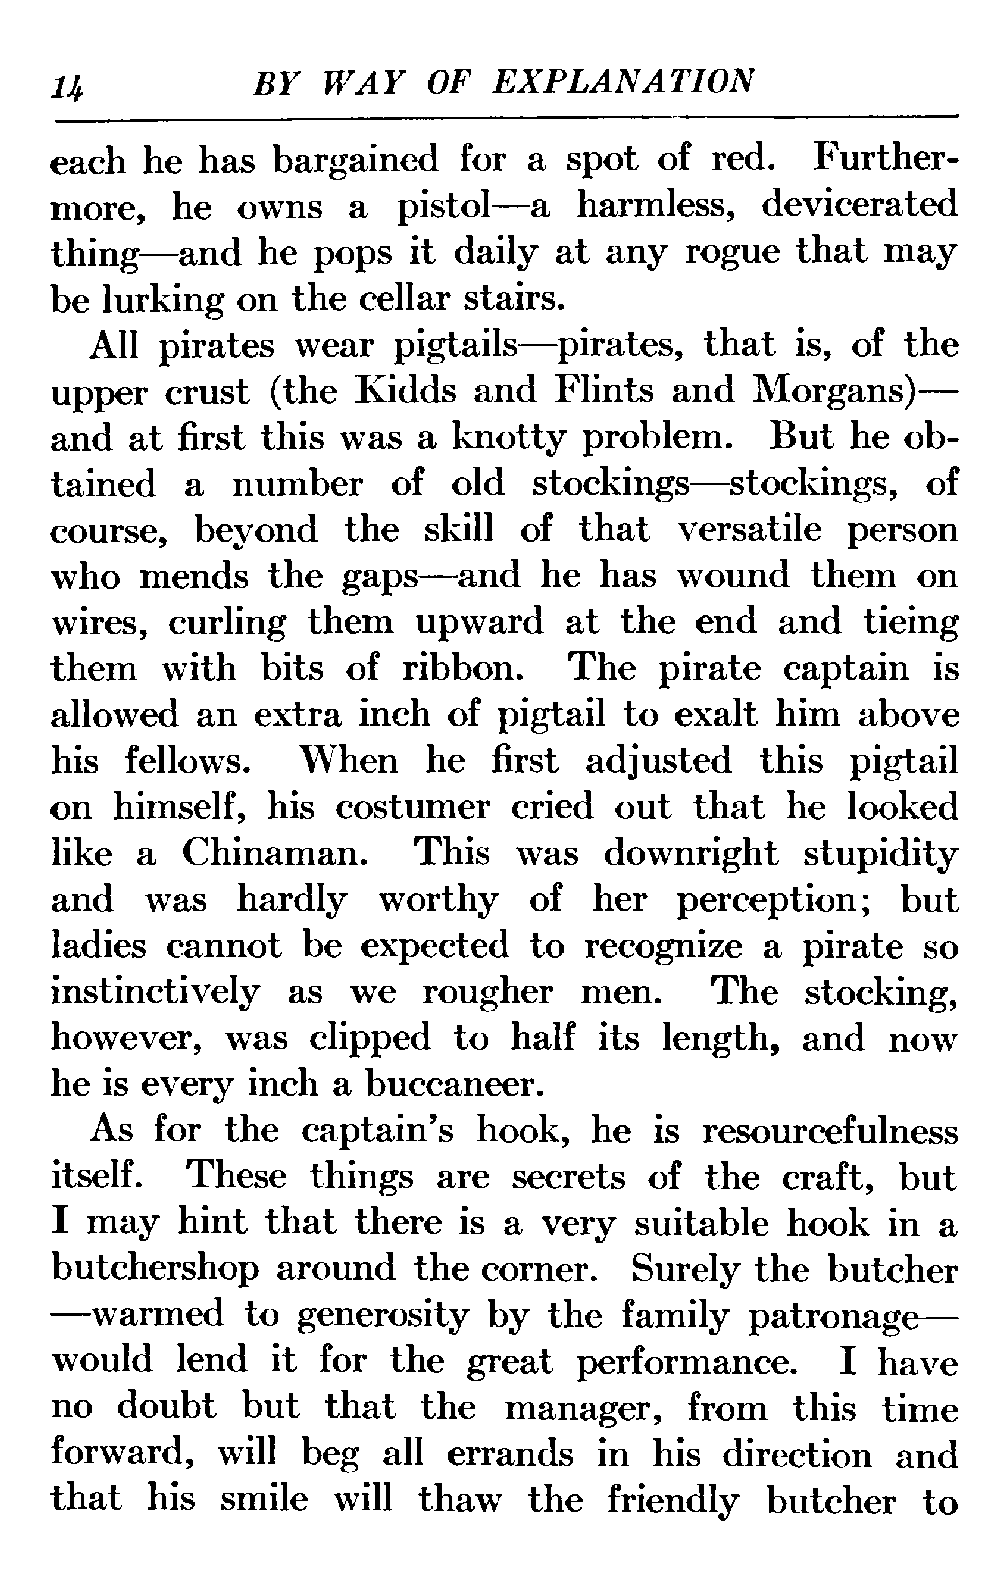 14 BY WAY OF EXPLANATION
each he has bargained for a spot of red. Further-
more, he owns a pistol—a harmless, devicerated
thing—and he pops it daily at any rogue that may
be lurking on the cellar stairs.
All pirates wear pigtails—pirates, that is, of the
upper crust (the Kidds and Flints and Morgans)—
and at first this was a knotty problem. But he ob-
tained a number of old stockings—stockings, of
course, beyond the skill of that versatile person
who mends the gaps—and he has wound them on
wires, curling them upward at the end and tieing
them with bits of ribbon. The pirate captain is
allowed an extra inch of pigtail to exalt him above
his fellows. When he first adjusted this pigtail
on himself, his costumer cried out that he looked
like a Chinaman. This was downright stupidity
and was hardly worthy of her perception; but
ladies cannot be expected to recognize a pirate so
instinctively as we rougher men. The stocking,
however, was clipped to half its length, and now
he is every inch a buccaneer.
As for the captain's hook, he is resourcefulness
itself. These things are secrets of the craft, but
I may hint that there is a very suitable hook in a
butchershop around the corner. Surely the butcher
—warmed to generosity by the family patronage—
would lend it for the great performance. I have
no doubt but that the manager, from this time
forward, will beg all errands in his direction and
that his smile will thaw the friendly butcher to